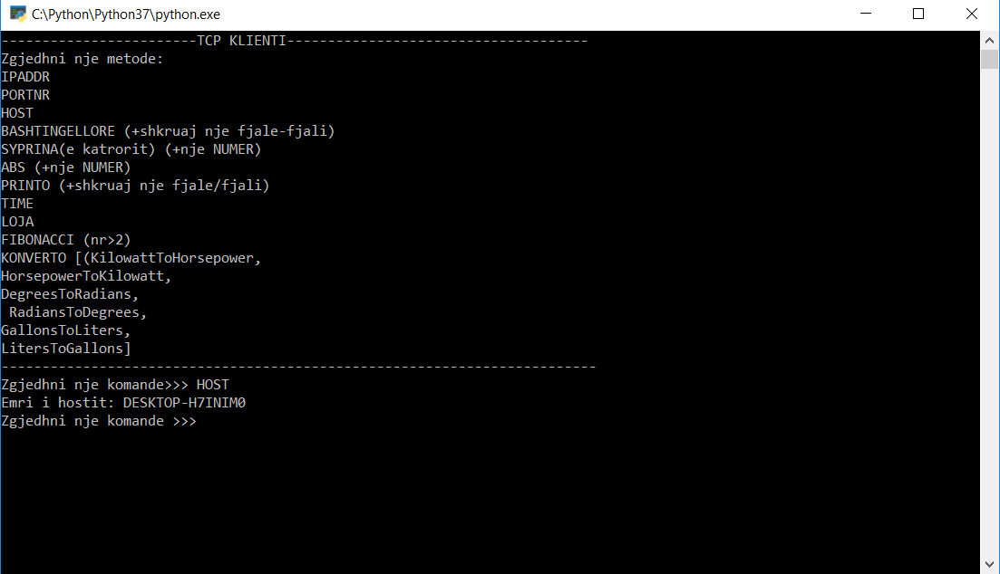 C:\Python\Python37\python.exe
------------------------TCP KLIENTI-------------------------------------
Zgjedhni nje metode:
IPADDR
PORTNR
HOST
BASHTINGELLORE (+shkruaj nje fjale-fjali)
SYPRINA(e katrorit) (+nje NUMER)
ABS (+nje NUMER)
PRINTO (+shkruaj nje fjale/fjali)
TIME
LOJA
FIBONACCI (nr>2)
KONVERTO [(KilowattToHorsepower,
HorsepowerToKilowatt,
DegreesToRadians,
 RadiansToDegrees,
GallonsToLiters,
LitersToGallons]
-------------------------------------------------------------------------
Zgjedhni nje komande>>> HOST
Emri i hostit: DESKTOP-H7INIM0
Zgjedhni nje komande >>>